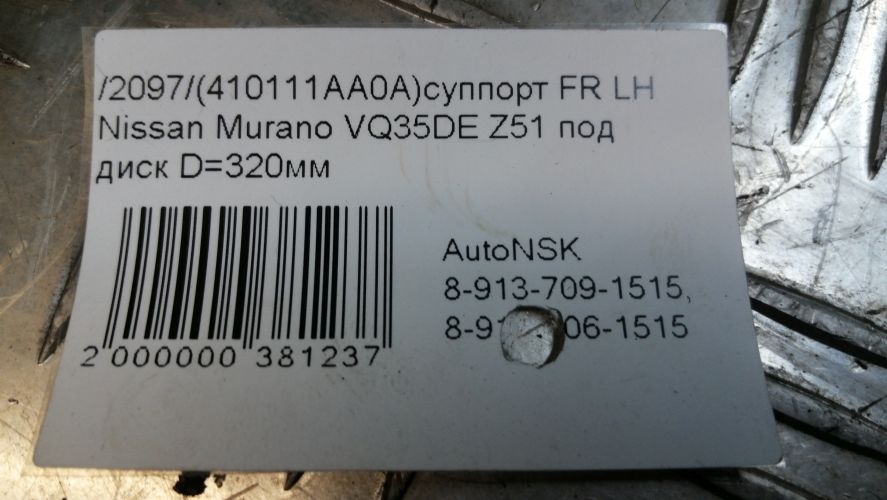 /2097/(410111AA0A)суппорт FR LH
Nissan Murano VQ35DE Z51 под
диск D=320мм
AutoNSK
8-913-709-1515,
2 000000 381237